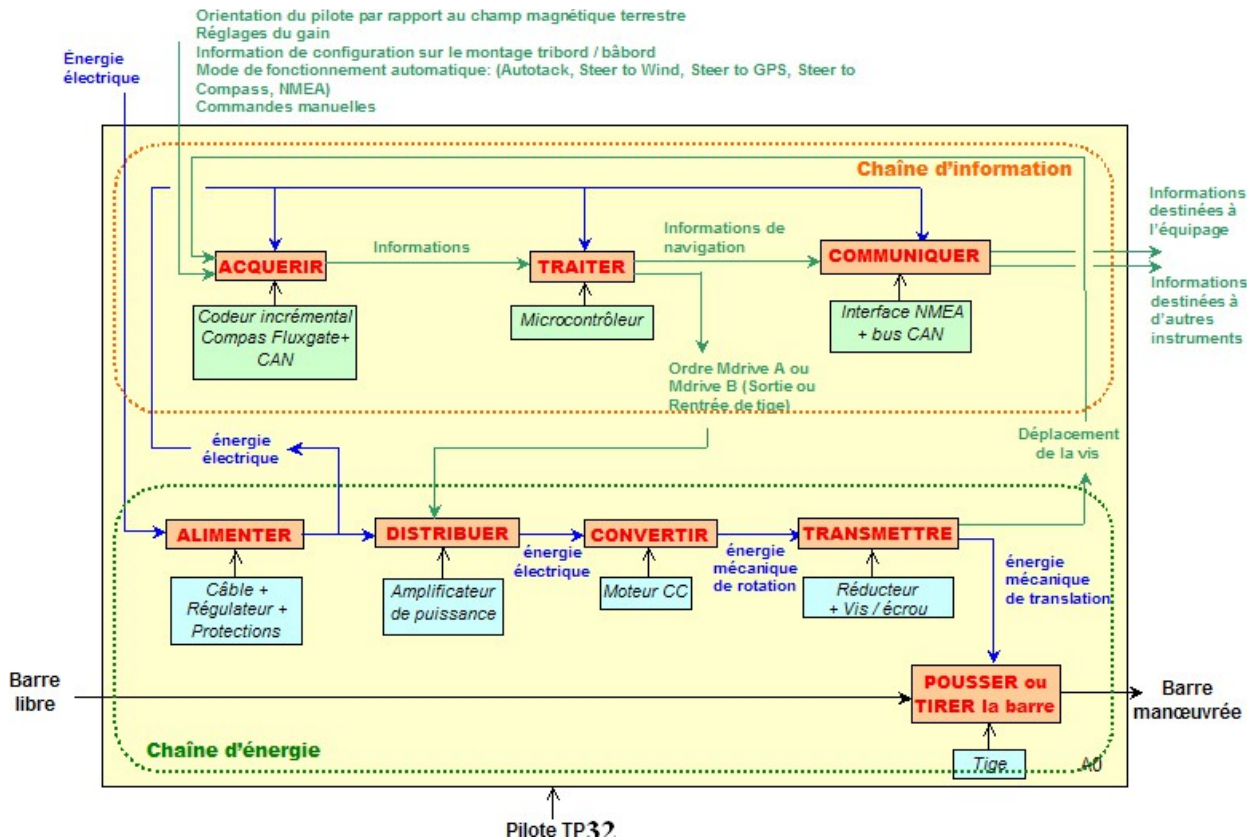 Orientation du pilote par rapport au champ magnétique terrestre
Réglages du gain
Information de configuration sur le montage tribord / bâbord
Mode de fonctionnement automatique: (Autotack, Steer to Wind, Steer to GPS, Steer to
Compass, NMEA)
Commandes manuelles
Énergie
électrique
Chaîne d'information
Informations
destinées à
l'équipage
Informations
destinées à
d'autres
instruments
ACQUERIR
Informations
TRAITER
Informations de
navigation
COMMUNIQUER
Codeur incrémental
Compas Fluxgate+
CAN
Microcontrôleur
Interface NMEA
+ bus CAN
Ordre Mdrive A ou
Mdrive B (Sortie ou
Rentrée de tige)
énergie
électrique
Déplacement
de la vis
ALIMENTER
DISTRIBUER
énergie
électrique
CONVERTIR
énergie
mécanique
de rotation
TRANSMETTRE
énergie
mécanique
de translation
Câble +
Régulateur +
Protections
Amplificateur
de puissance
Moteur CC
Réducteur
+ Vis / écrou
Barre
libre
POUSSER ou
TIRER la barre
Barre
manœuvrée
Chaîne d'énergie
Tige
A0
Pilote TP32